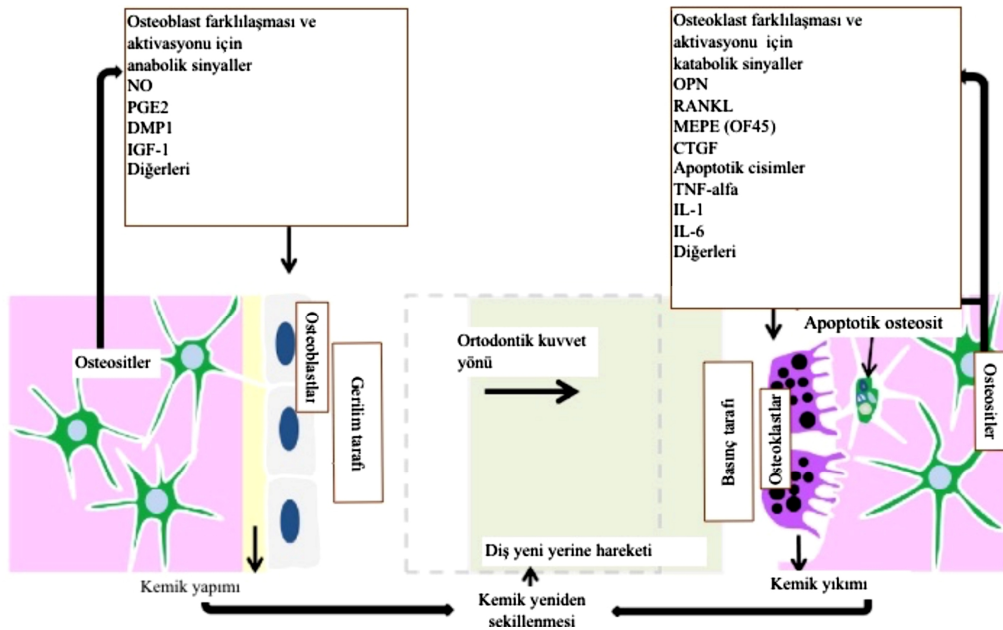 Osteoblast farklılaşması ve
aktivasyonu için
anabolik sinyaller
NO
PGE2
DMP1
IGF-1
Diğerleri
Osteoklast farklılaşması ve
aktivasyonu için
katabolik sinyaller
OPN
RANKL
MEPE (OF45)
CTGF
Apoptotik cisimler
TNF-alfa
IL-1
IL-6
Diğerleri
Osteositler
Osteoblastlar
Gerilim tarafı
Ortodontik kuvvet
yönü
Basınç tarafı
Osteoklastlar
Apoptotik osteosit
Osteositler
Diş yeni yerine hareketi
Kemik yapımı
Kemik yıkımı
Kemik yeniden
şekillenmesi